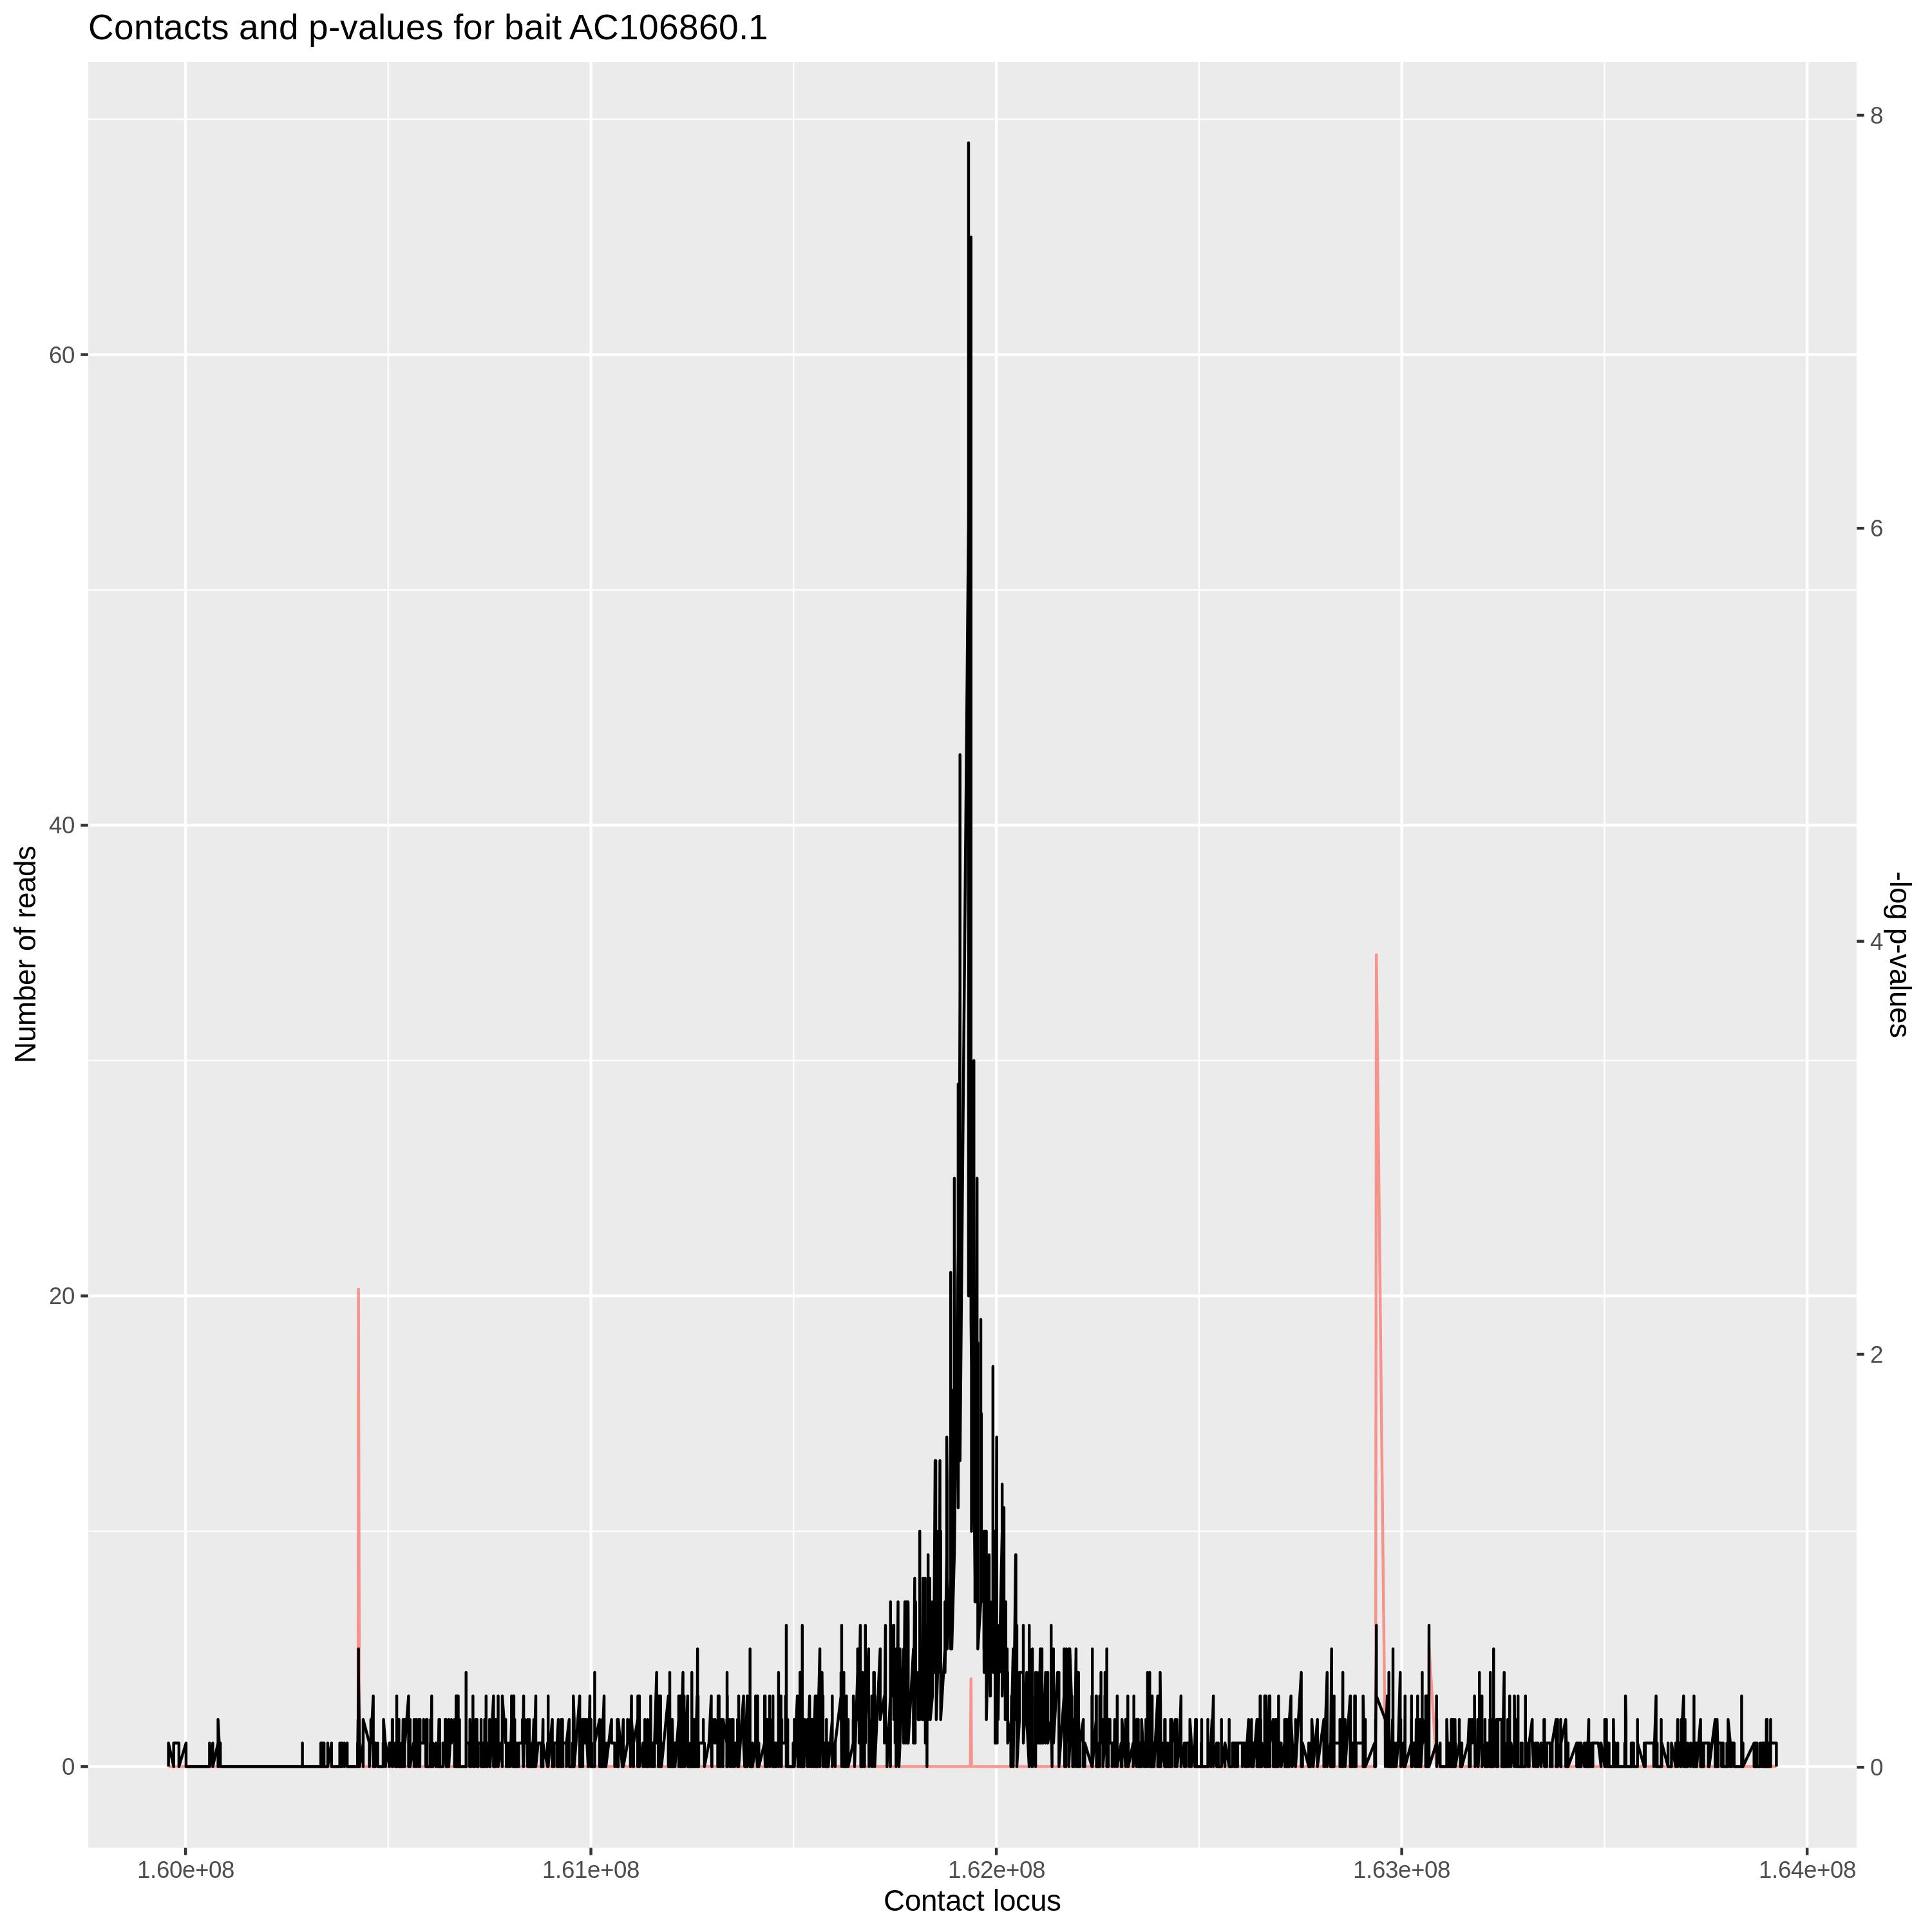 Contacts and p-values for bait AC106860.1
Number of reads
60
40
20
0
8
6
4
2
0
-log p-values
1.60e+08
1.61e+08
1.62e+08
1.63e+08
1.64e+08
Contact locus